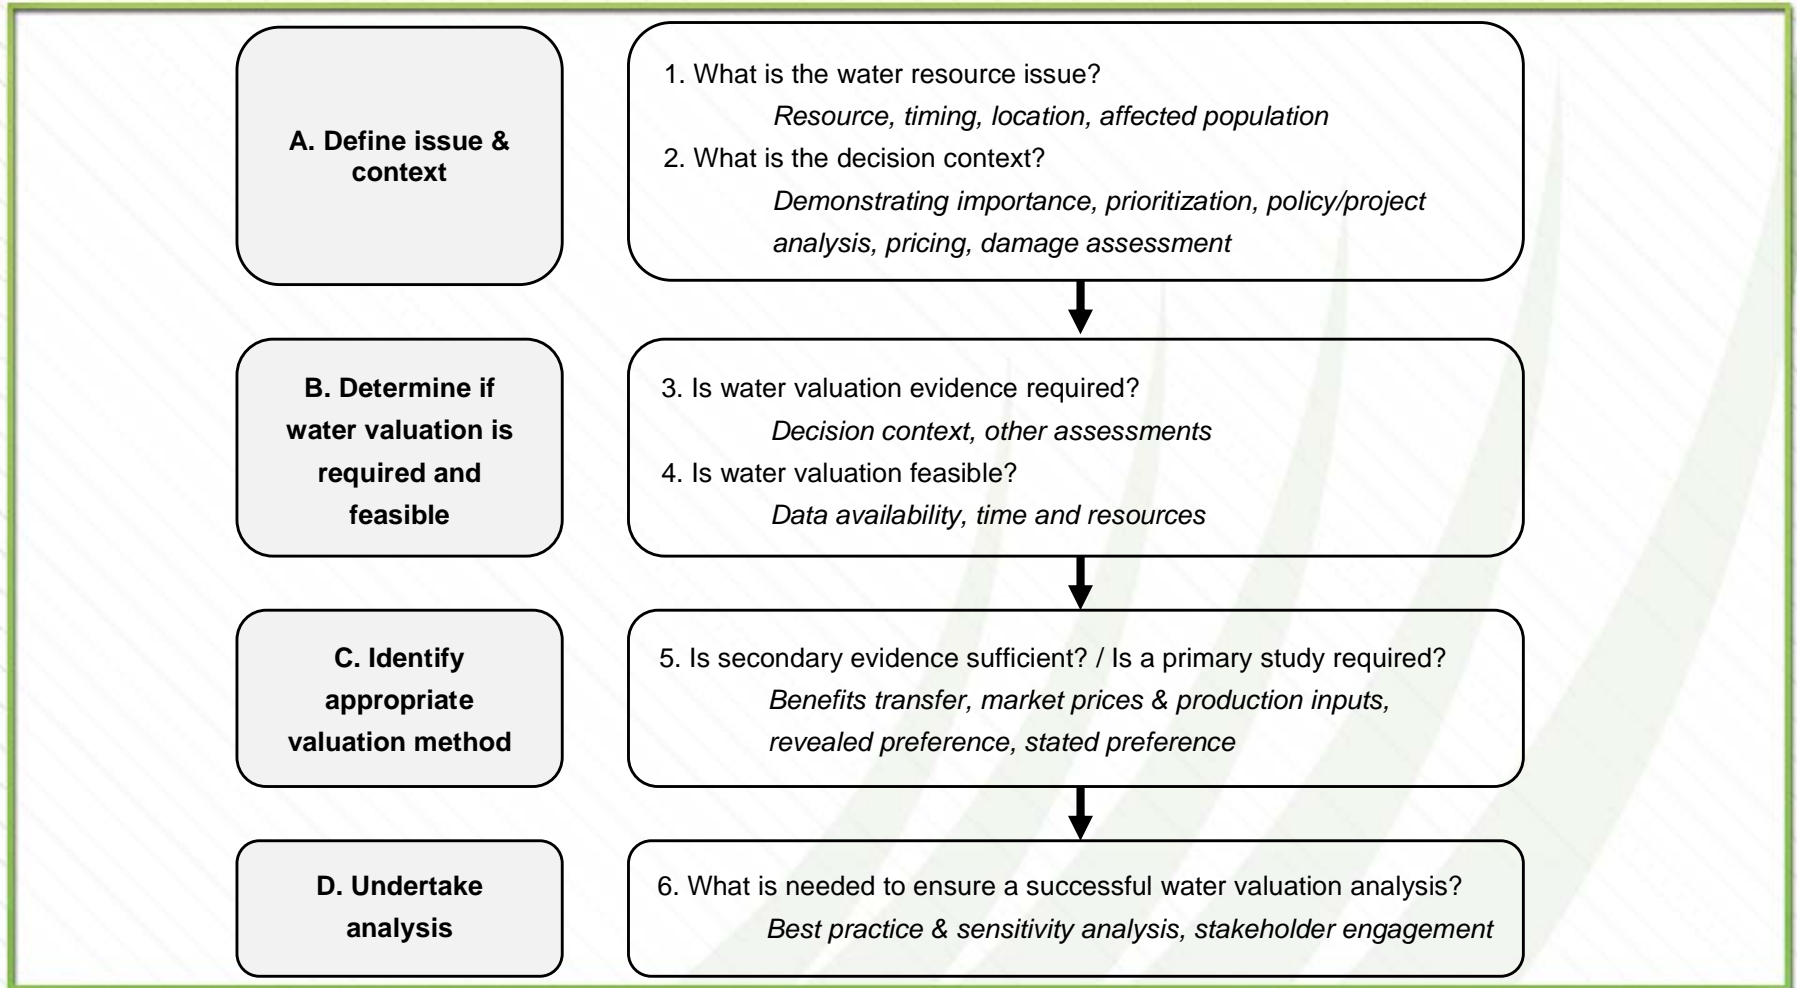 A. Define issue &
context
1. What is the water resource issue?
Resource, timing, location, affected population
2. What is the decision context?
Demonstrating importance, prioritization, policy/project
analysis, pricing, damage assessment
B. Determine if
water valuation is
required and
feasible
3. Is water valuation evidence required?
Decision context, other assessments
4. Is water valuation feasible?
Data availability, time and resources
C. Identify
appropriate
valuation method
5. Is secondary evidence sufficient? / Is a primary study required?
Benefits transfer, market prices & production inputs,
revealed preference, stated preference
D. Undertake
analysis
6. What is needed to ensure a successful water valuation analysis?
Best practice & sensitivity analysis, stakeholder engagement